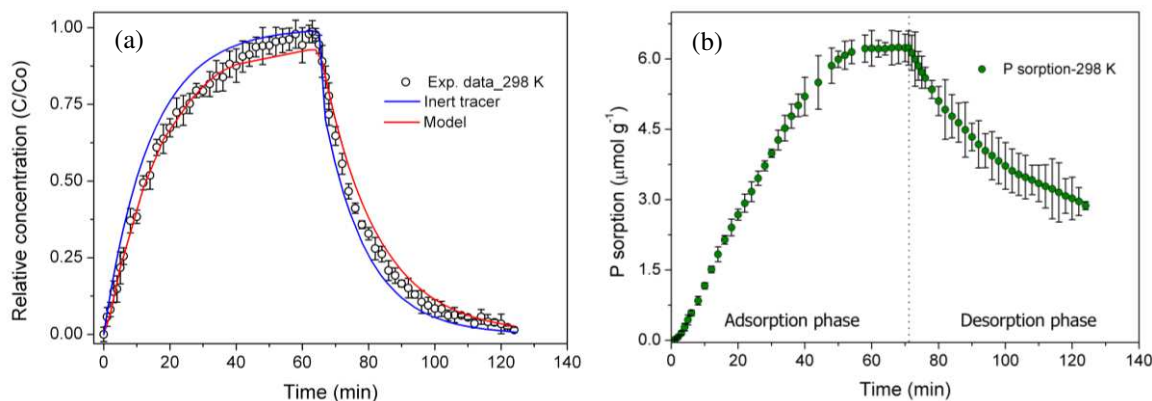 (a)
Relative concentration (C/Co)
1.00
0.75
0.50
0.25
0.00
Exp. data_298 K
Inert tracer
Model
0 20 40 60 80 100 120 140
Time (min)
(b)
P sorption (μmol g⁻¹)
6.0
4.5
3.0
1.5
0.0
P sorption-298 K
Adsorption phase
Desorption phase
0 20 40 60 80 100 120 140
Time (min)